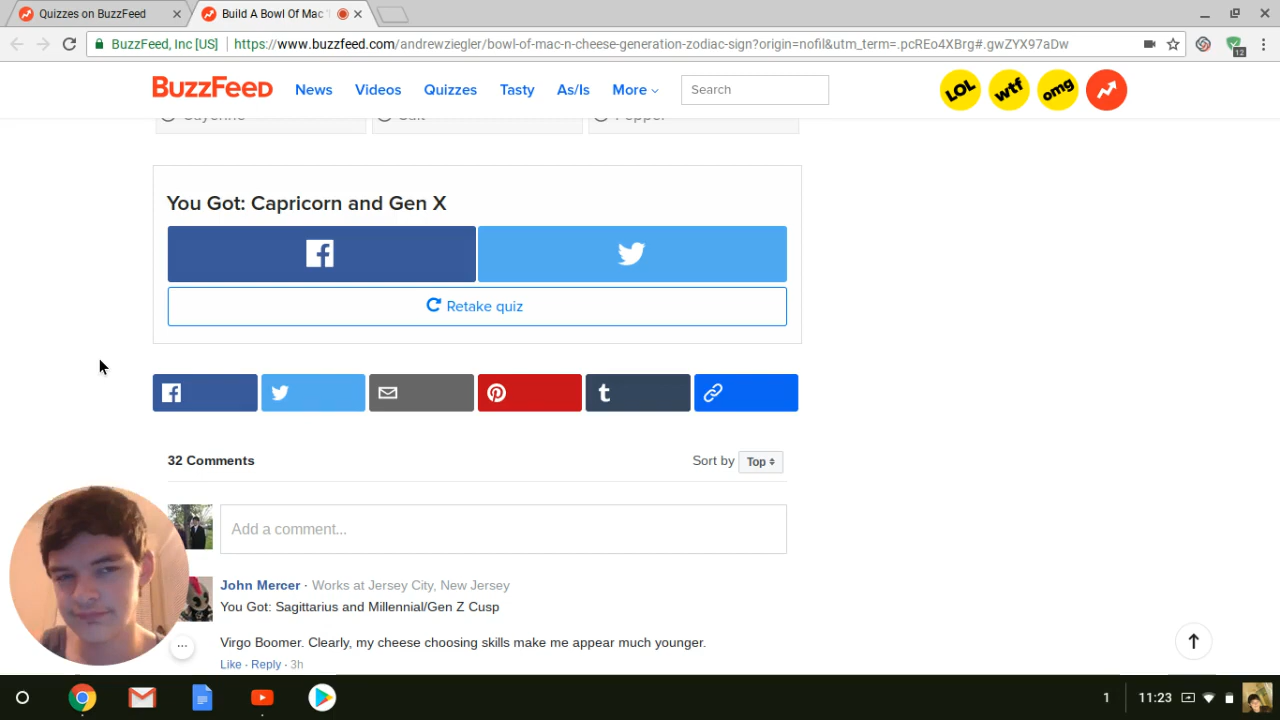 Quizzes on BuzzFeed
Build A Bowl Of Mac '
BuzzFeed, Inc [US]
https://www.buzzfeed.com/andrewziegler/bowl-of-mac-n-cheese-generation-zodiac-sign?origin=nofil&utm_term=.pcREo4XBrg#.gwZYX97aDw
12
BuzzFeed News Videos Quizzes Tasty As/Is More Search LOL wtf omg
Cayenne Salt Pepper
You Got: Capricorn and Gen X
Retake quiz
32 Comments
Sort by Top
Add a comment...
John Mercer · Works at Jersey City, New Jersey
You Got: Sagittarius and Millennial/Gen Z Cusp
Virgo Boomer. Clearly, my cheese choosing skills make me appear much younger.
Like · Reply · 3h
1 11:23